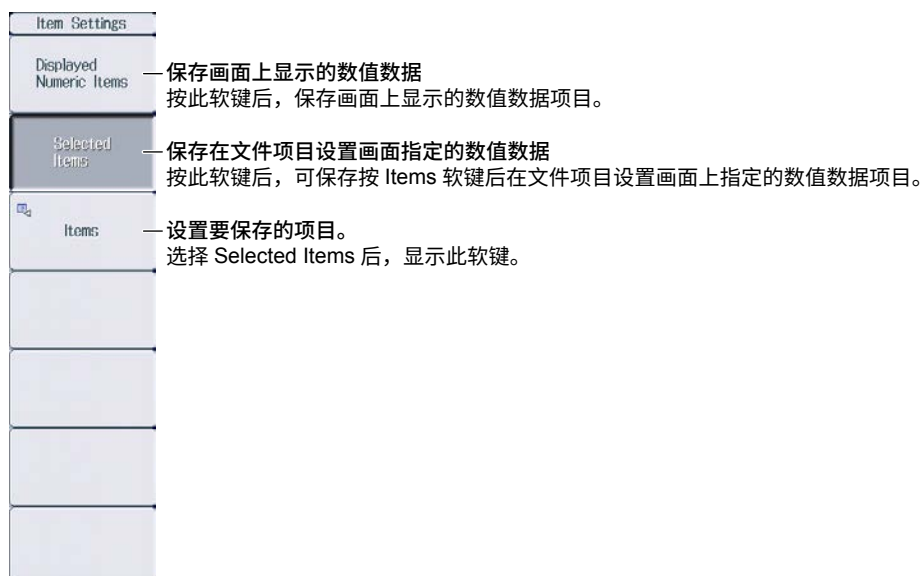 Item Settings
Displayed
Numeric Items
保存画面上显示的数值数据
按此软键后，保存画面上显示的数值数据项目。
Selected
Items
保存在文件项目设置画面指定的数值数据
按此软键后，可保存按 Items 软键后在文件项目设置画面上指定的数值数据项目。
Items
设置要保存的项目。
选择 Selected Items 后，显示此软键。